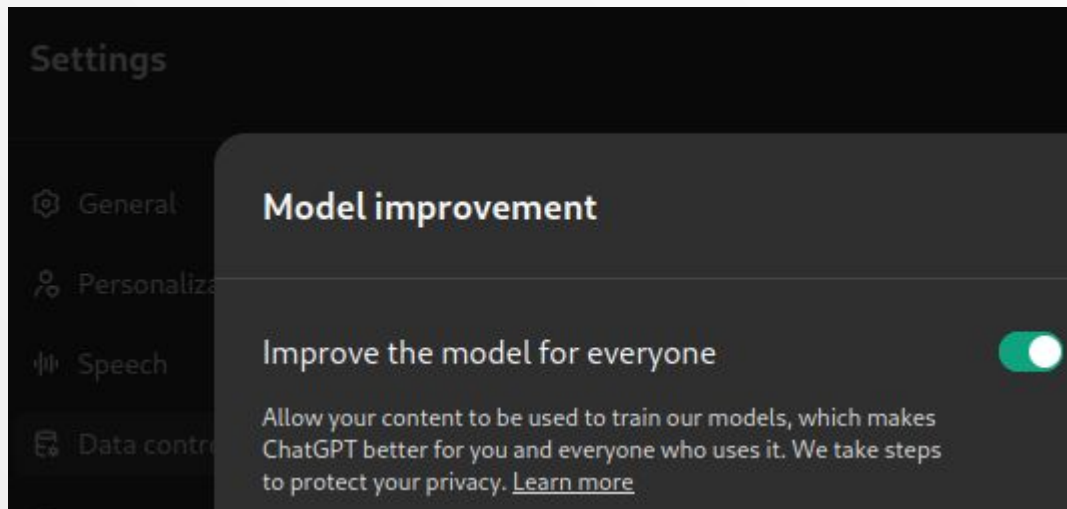 Settings
General
Model improvement
Improve the model for everyone
Speech
Allow your content to be used to train our models, which makes
ChatGPT better for you and everyone who uses it. We take steps
to protect your privacy. Learn more
Data